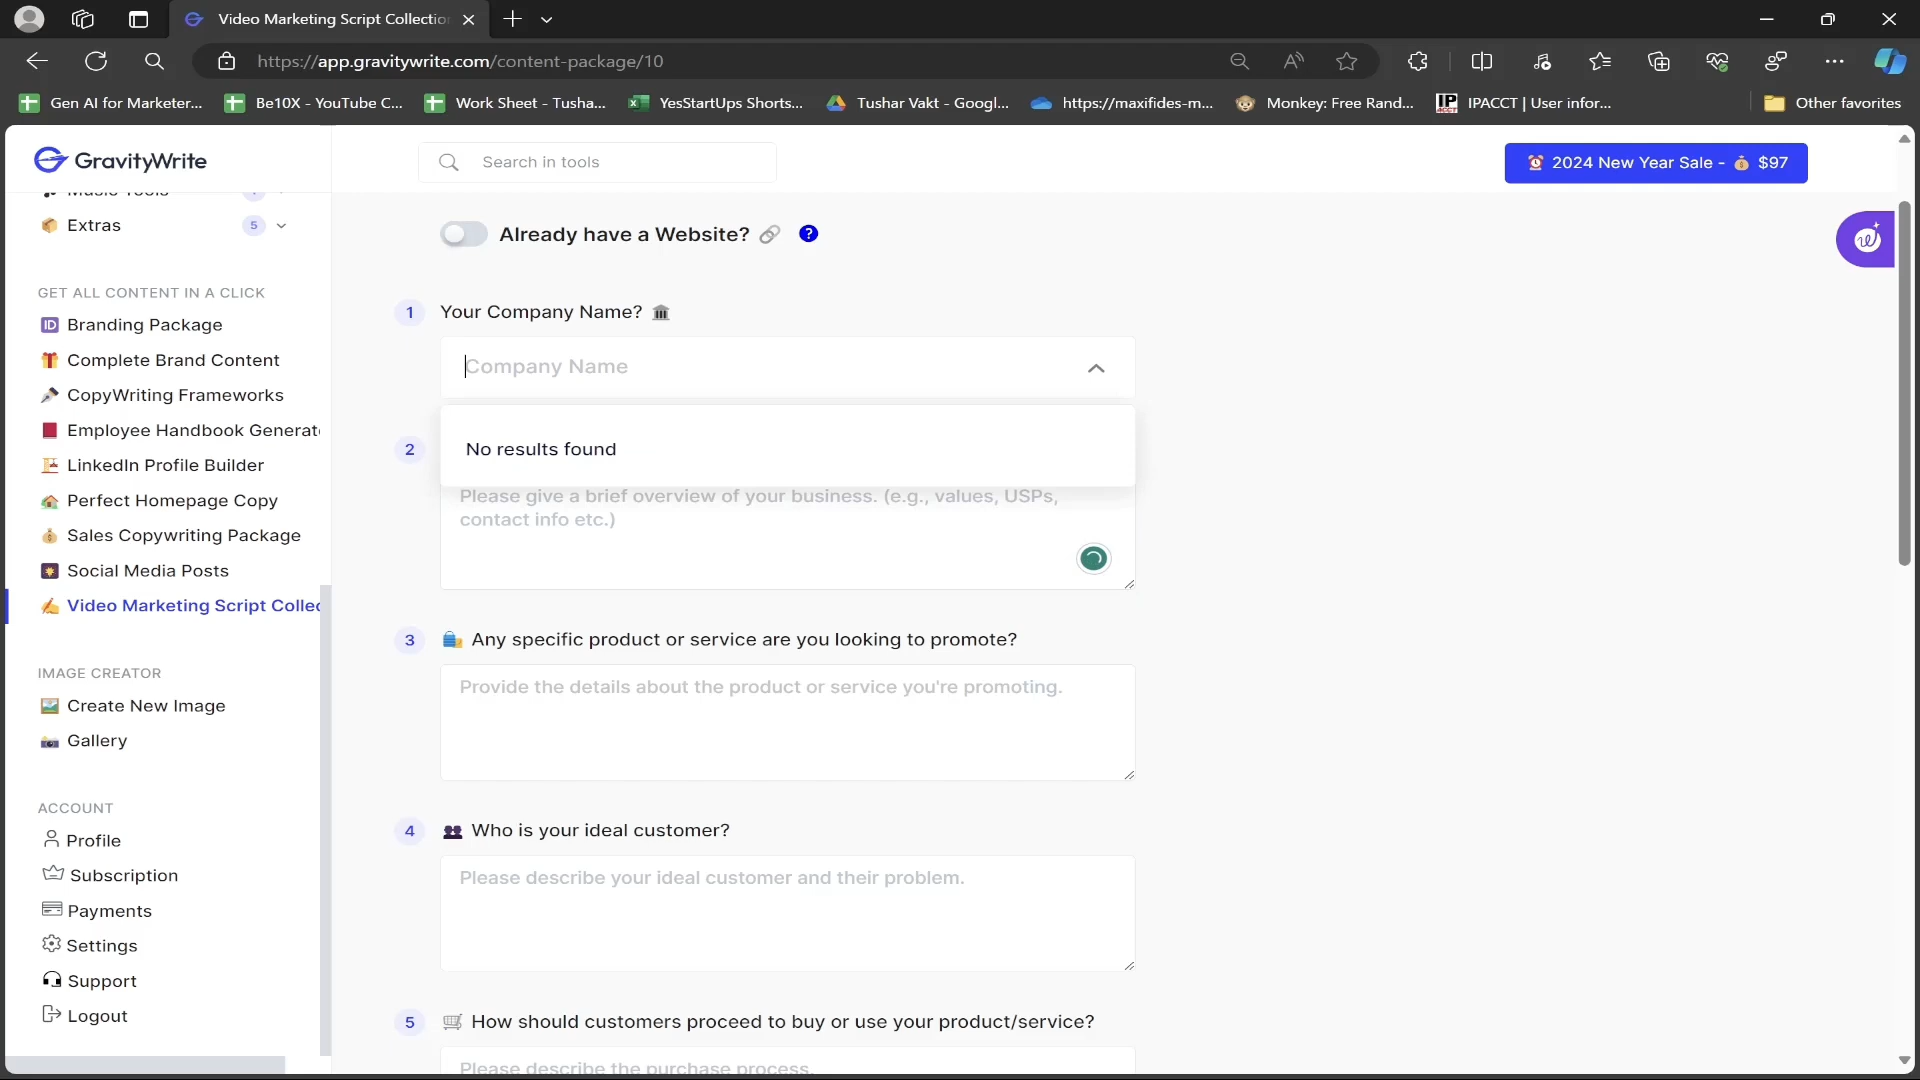 Video Marketing Script Collectio
https://app.gravitywrite.com/content-package/10
Gen AI for Marketer...
Be10X - YouTube C...
Work Sheet - Tusha...
YesStartUps Shorts...
Tushar Vakt - Googl...
https://maxifides-m...
Monkey: Free Rand...
IPACCT | User infor...
Other favorites
GravityWrite
Search in tools
2024 New Year Sale - $97
Music Tools
Extras
5
GET ALL CONTENT IN A CLICK
Branding Package
Complete Brand Content
CopyWriting Frameworks
Employee Handbook Generat
LinkedIn Profile Builder
Perfect Homepage Copy
Sales Copywriting Package
Social Media Posts
Video Marketing Script Collec
IMAGE CREATOR
Create New Image
Gallery
ACCOUNT
Profile
Subscription
Payments
Settings
Support
Logout
Already have a Website?
1 Your Company Name?
Company Name
No results found
2
Please give a brief overview of your business. (e.g., values, USPs,
contact info etc.)
3 Any specific product or service are you looking to promote?
Provide the details about the product or service you're promoting.
4 Who is your ideal customer?
Please describe your ideal customer and their problem.
5 How should customers proceed to buy or use your product/service?
Please describe the purchase process.